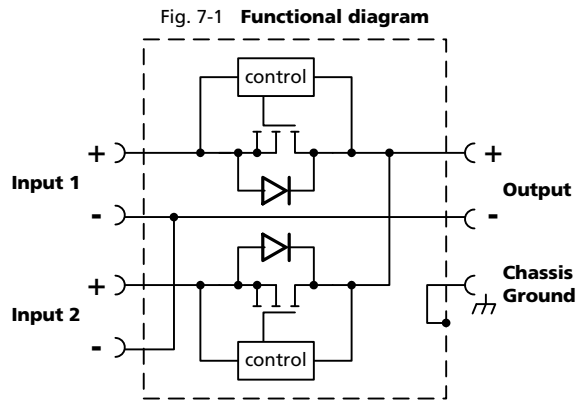 Fig. 7-1 Functional diagram
control
+ +
Input 1 Output
- -
+ Chassis
Ground
Input 2
-
control